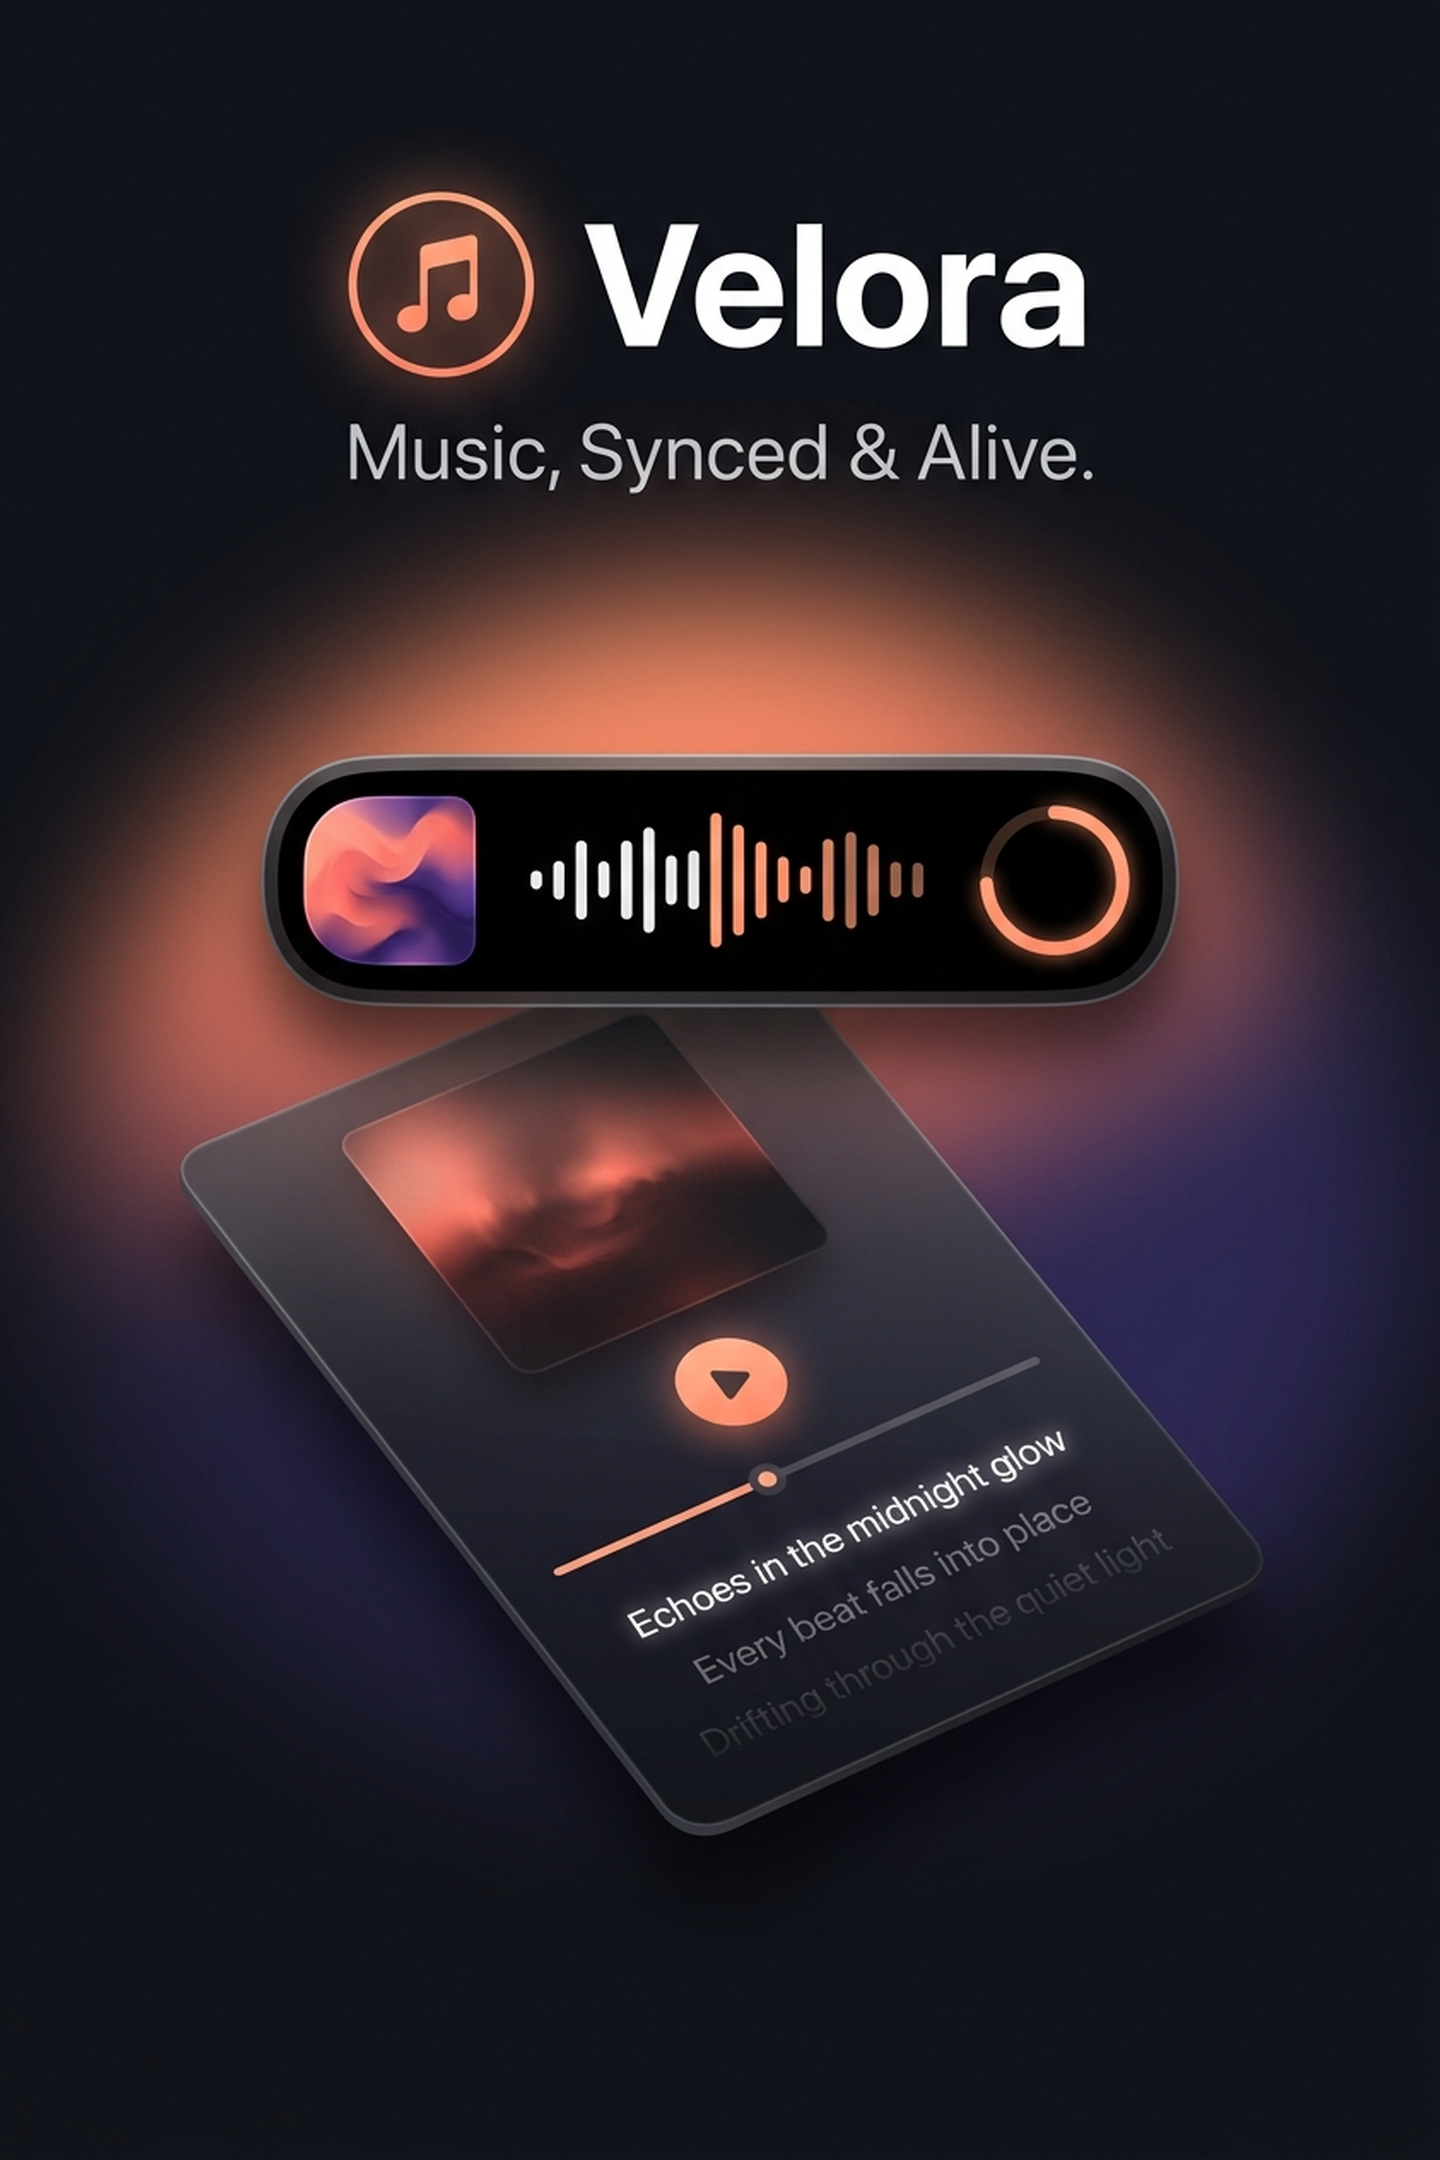 Velora
Music, Synced & Alive.
Echoes in the midnight glow
Every beat falls into place
Drifting through the quiet light